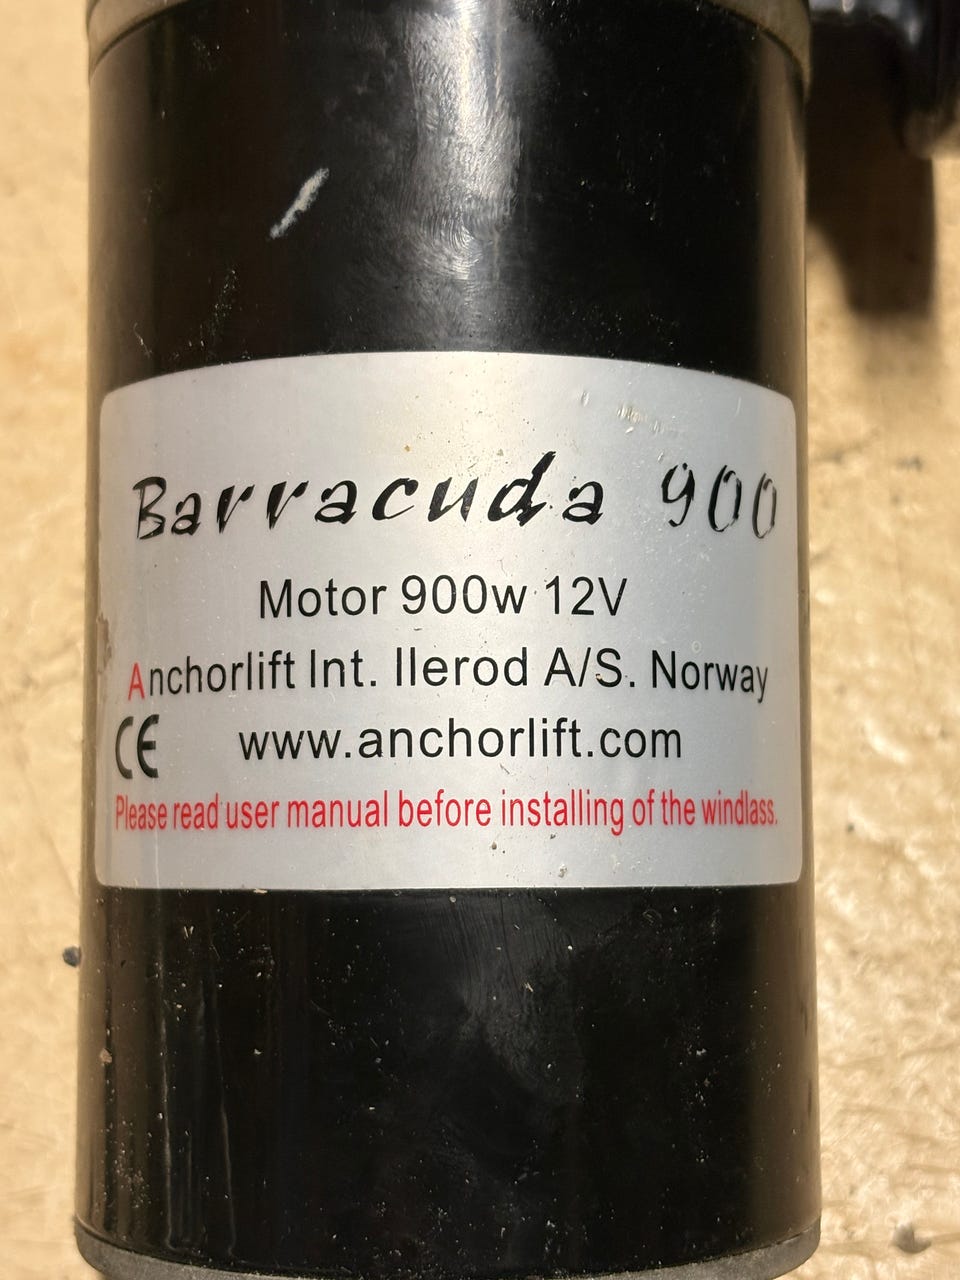 Barracuda 900
Motor 900w 12V
Anchorlift Int. Ilerod A/S. Norway
CE www.anchorlift.com
Please read user manual before installing of the windlass.